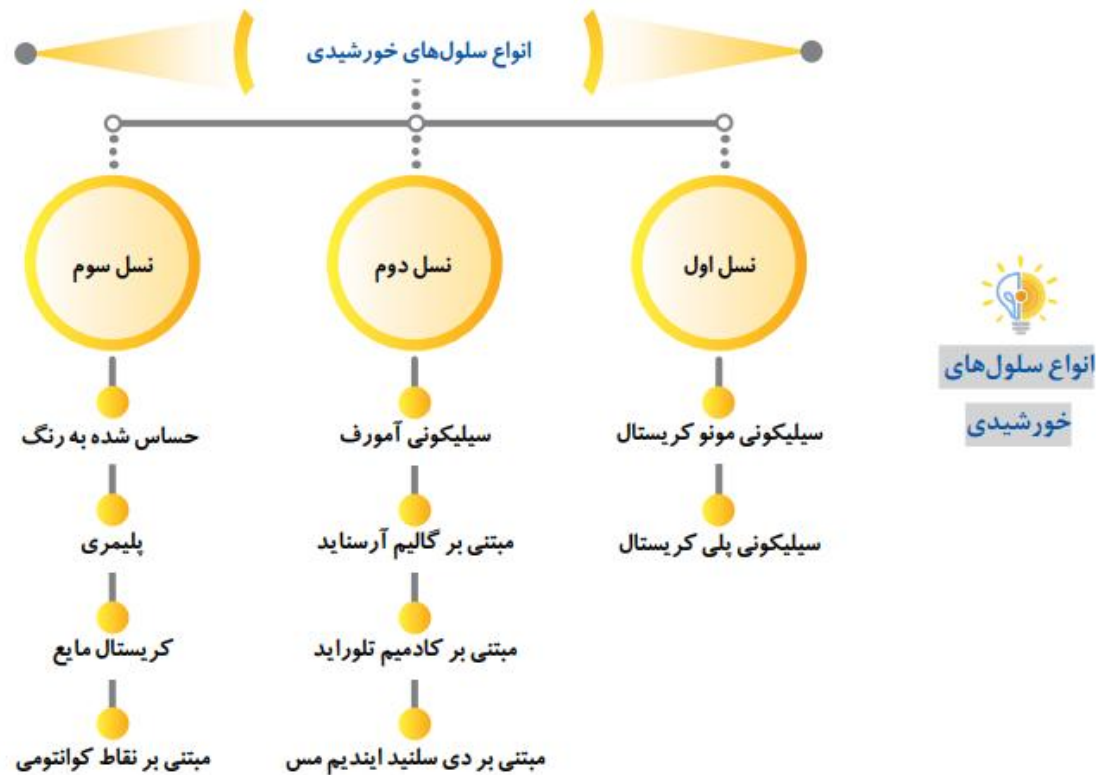 انواع سلول‌های خورشیدی
نسل اول
نسل دوم
نسل سوم
سیلیکونی مونو کریستال
سیلیکونی پلی کریستال
سیلیکونی آمورف
مبتنی بر گالیم آرسناید
مبتنی بر کادمیم تلوراید
مبتنی بر دی سلنید ایندیم مس
حساس شده به رنگ
پلیمری
کریستال مایع
مبتنی بر نقاط کوانتومی
انواع سلول‌های
خورشیدی